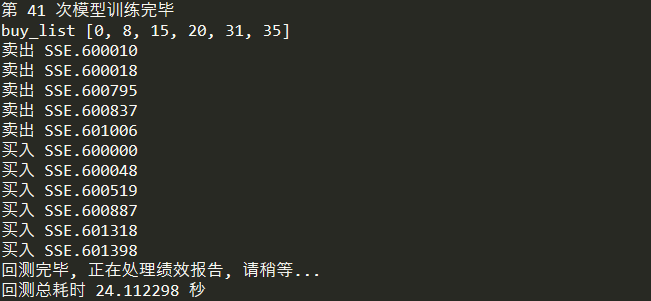 第 41 次模型训练完毕
buy_list [0, 8, 15, 20, 31, 35]
卖出 SSE.600010
卖出 SSE.600018
卖出 SSE.600795
卖出 SSE.600837
卖出 SSE.601006
买入 SSE.600000
买入 SSE.600048
买入 SSE.600519
买入 SSE.600887
买入 SSE.601318
买入 SSE.601398
回测完毕, 正在处理绩效报告, 请稍等...
回测总耗时 24.112298 秒